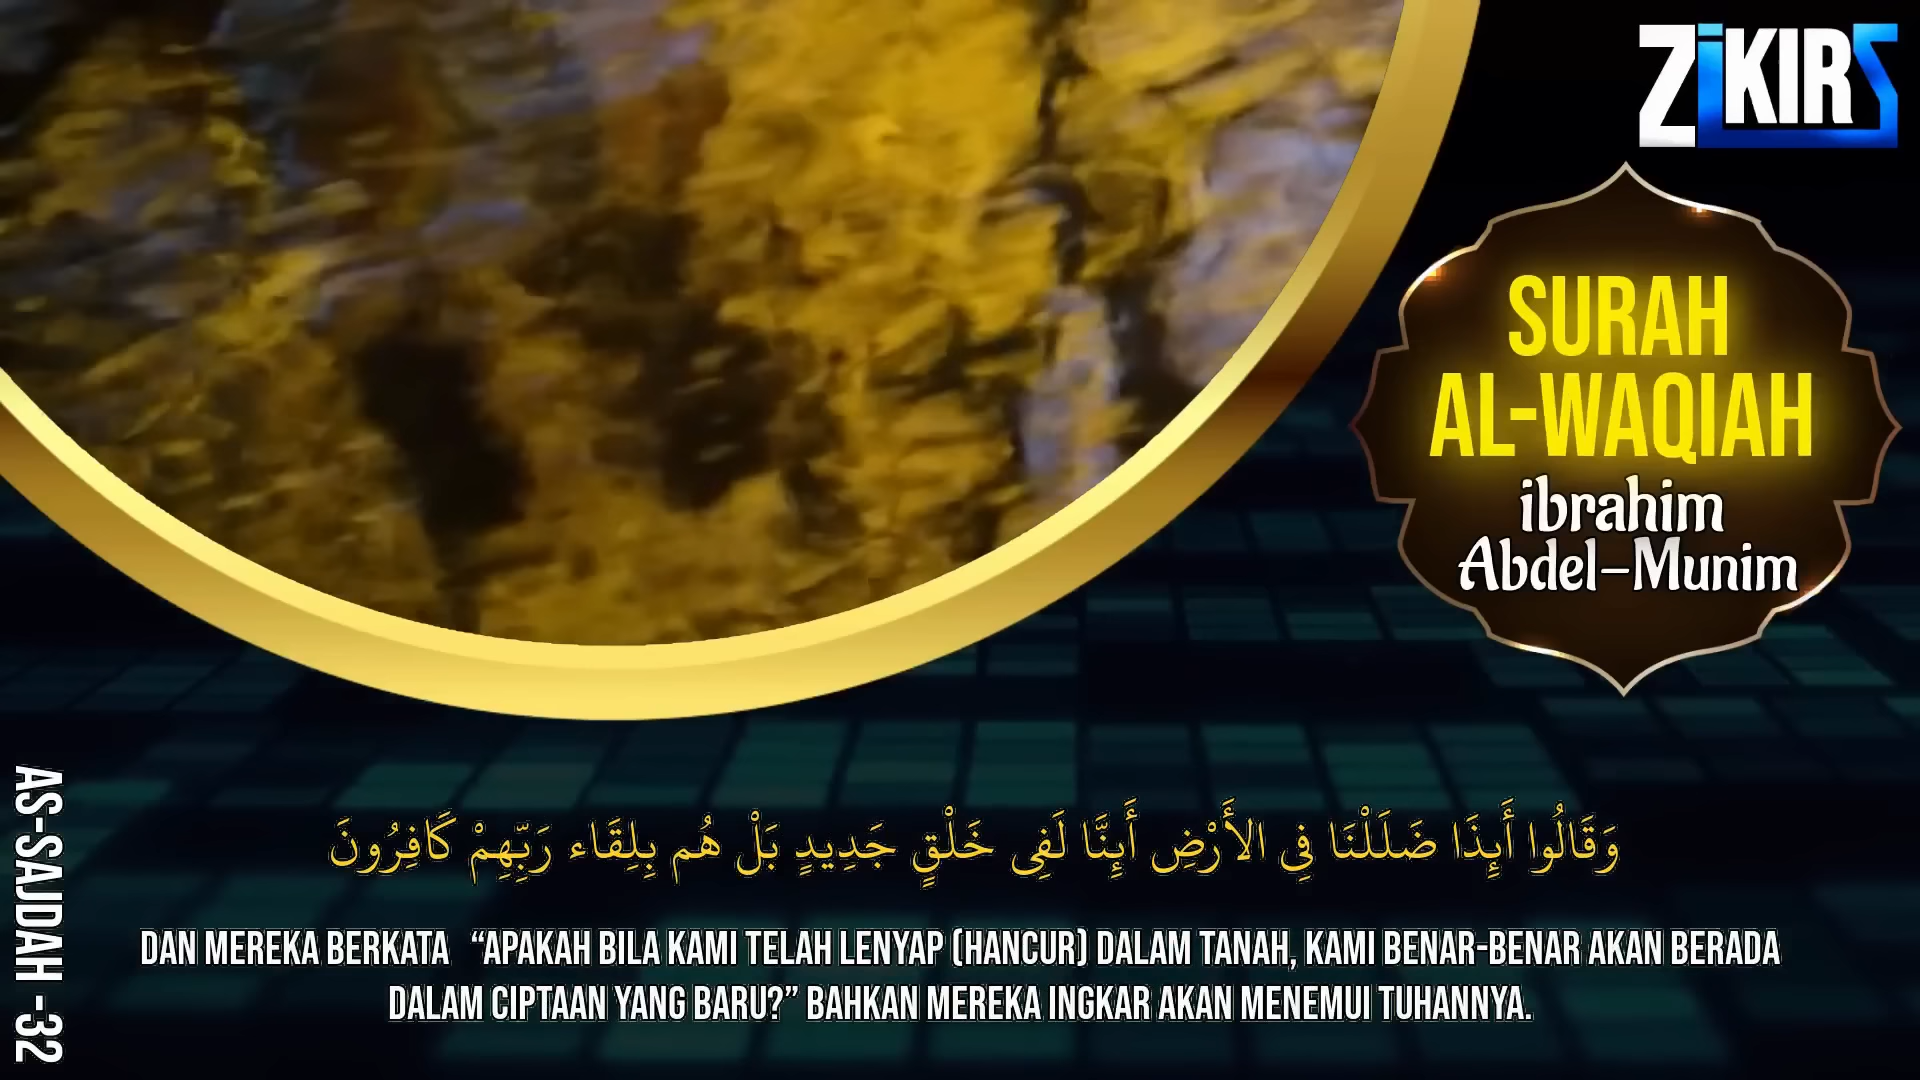 ZiKIRS
SURAH
AL-WAQIAH
ibrahim
Abdel-Munim
AS-SAJDAH -32
وَقَالُوا أَىِٕذَا ضَلَلْنَا فِي الأَرْضِ أَىِٕنَّا لَفِى خَلْقٍ جَدِيدٍ بَلْ هُم بِلِقَاء رَبِّهِمْ كَافِرُونَ
DAN MEREKA BERKATA “APAKAH BILA KAMI TELAH LENYAP (HANCUR) DALAM TANAH, KAMI BENAR-BENAR AKAN BERADA
DALAM CIPTAAN YANG BARU?” BAHKAN MEREKA INGKAR AKAN MENEMUI TUHANNYA.